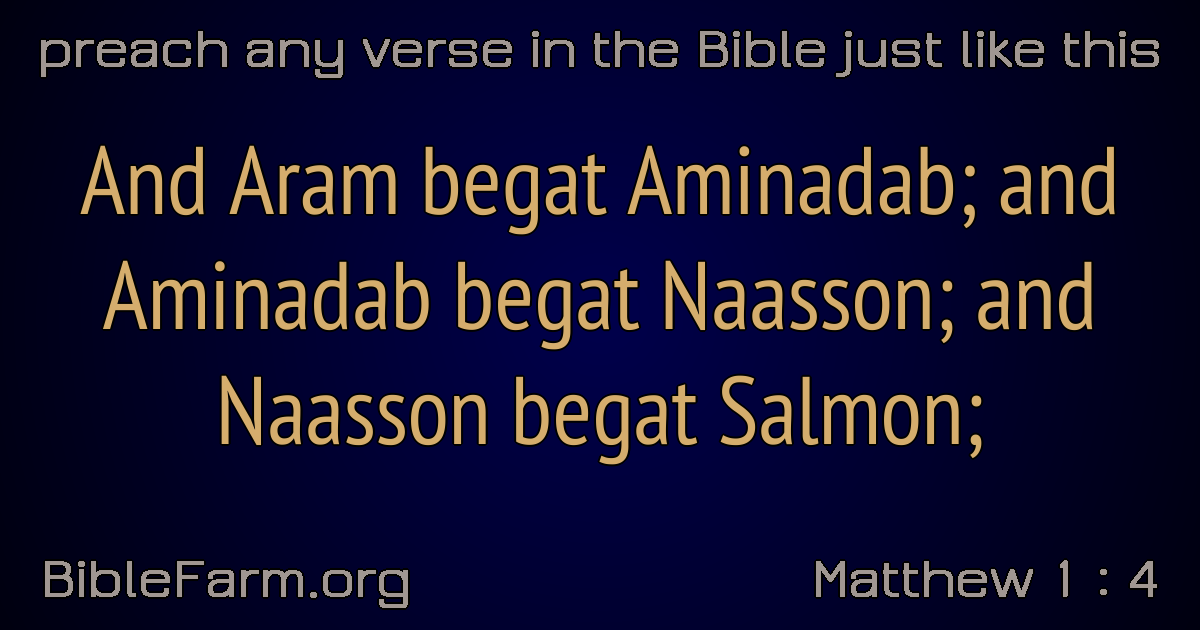 preach any verse in the Bible just like this
And Aram begat Aminadab; and
Aminadab begat Naasson; and
Naasson begat Salmon;
BibleFarm.org
Matthew 1 : 4